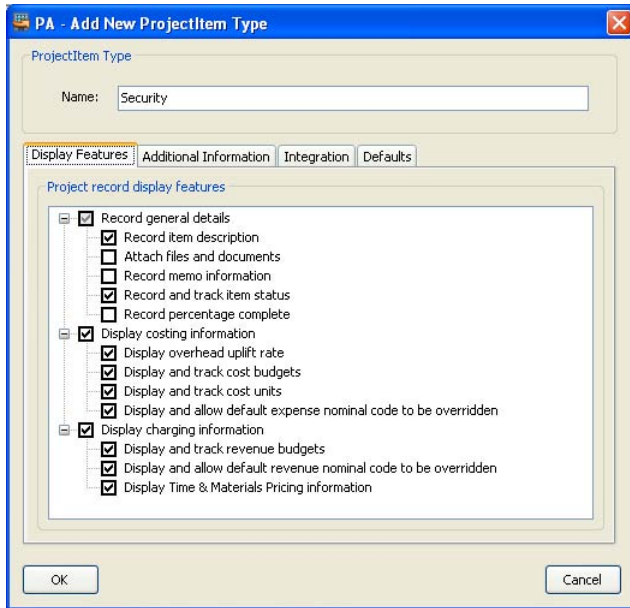 PA - Add New ProjectItem Type
ProjectItem Type
Name: Security
Display Features Additional Information Integration Defaults
Project record display features
Record general details
Record item description
Attach files and documents
Record memo information
Record and track item status
Record percentage complete
Display costing information
Display overhead uplift rate
Display and track cost budgets
Display and track cost units
Display and allow default expense nominal code to be overridden
Display charging information
Display and track revenue budgets
Display and allow default revenue nominal code to be overridden
Display Time & Materials Pricing information
OK Cancel